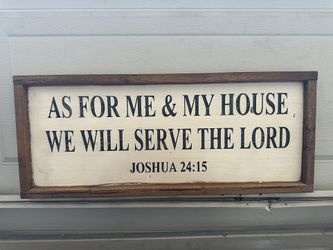 AS FOR ME & MY HOUSE
WE WILL SERVE THE LORD
JOSHUA 24:15